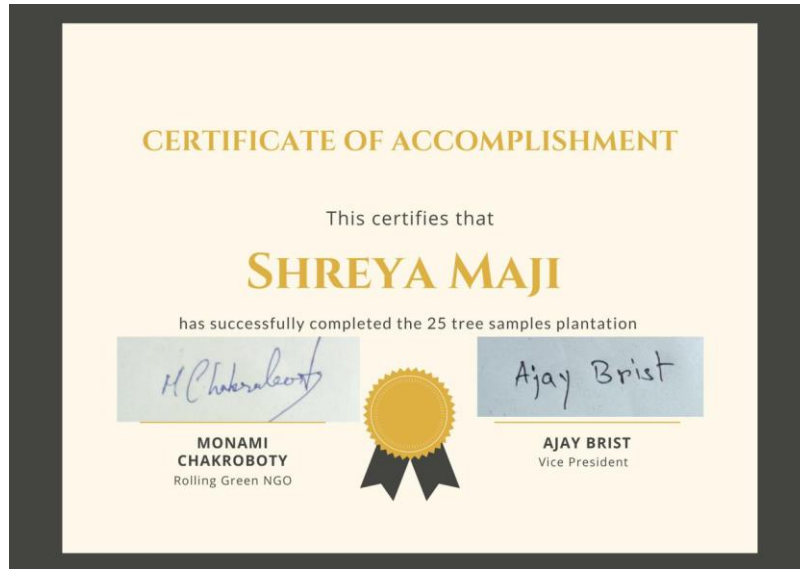 CERTIFICATE OF ACCOMPLISHMENT
This certifies that
SHREYA MAJI
has successfully completed the 25 tree samples plantation
M Chakraborty
Ajay Brist
MONAMI
CHAKROBOTY
Rolling Green NGO
AJAY BRIST
Vice President